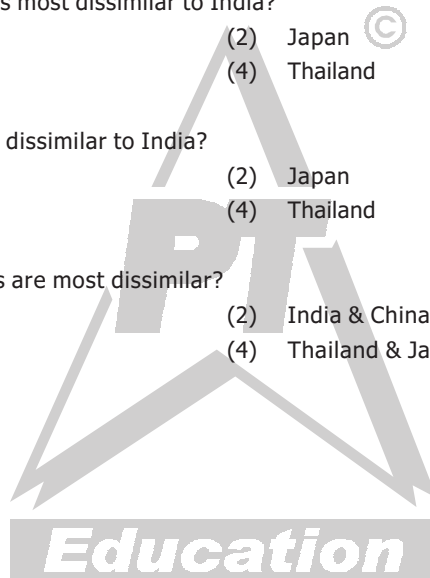 s most dissimilar to India?
(2) Japan ©
(4) Thailand
dissimilar to India?
(2) Japan
(4) Thailand
PT
s are most dissimilar?
(2) India & China
(4) Thailand & Ja
Education